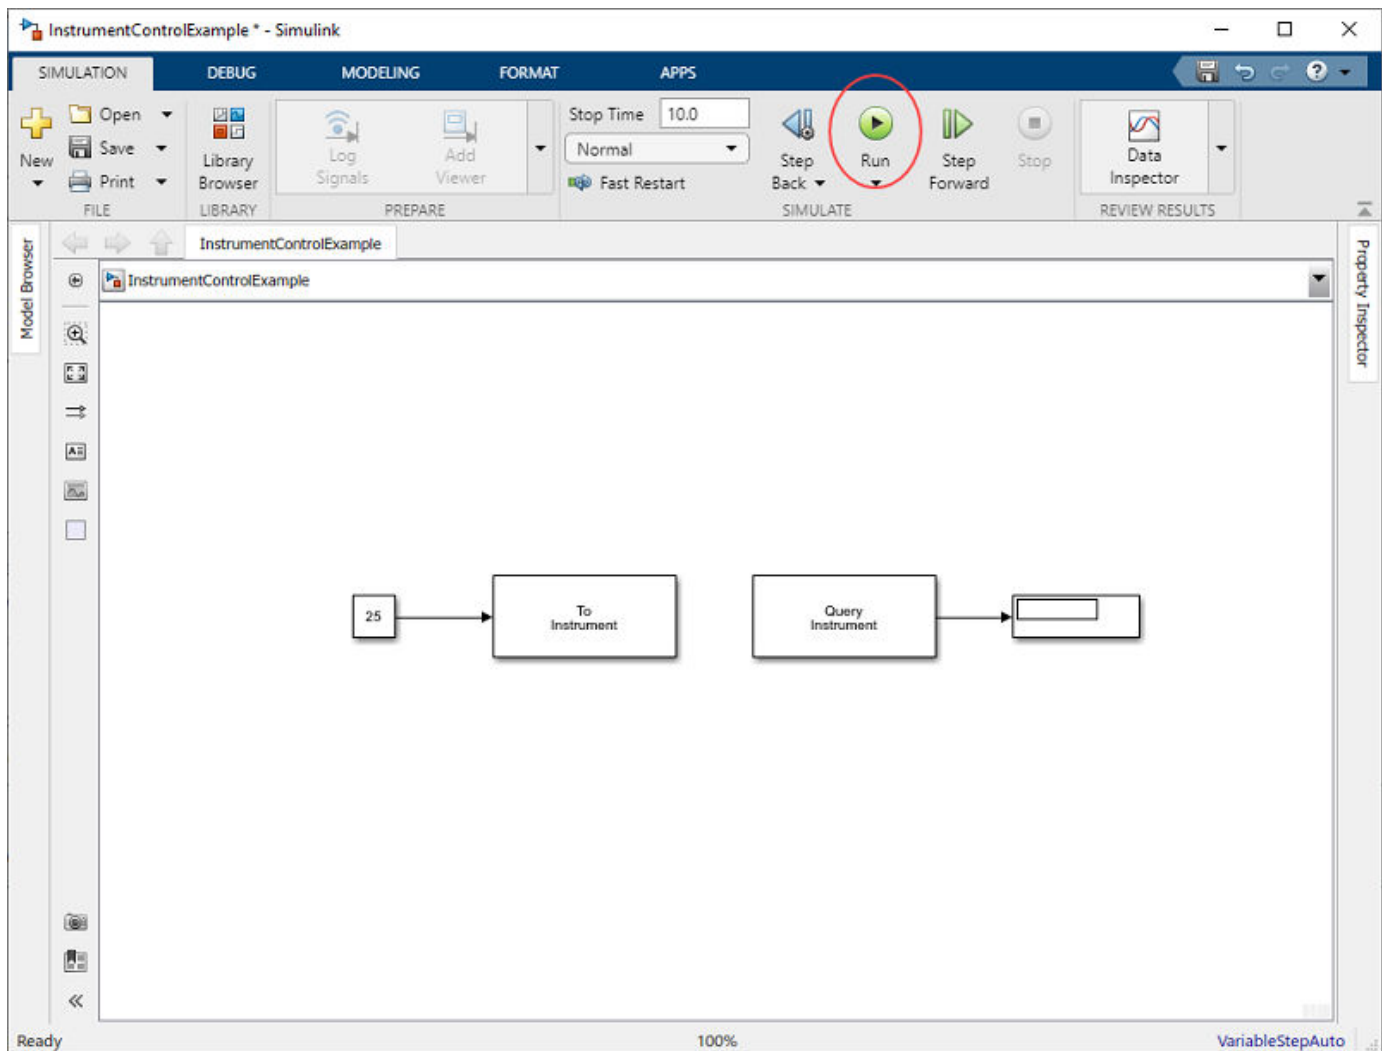 InstrumentControlExample * - Simulink
SIMULATION DEBUG MODELING FORMAT APPS
New
Open
Save
Print
FILE
Library
Browser
LIBRARY
Log
Signals
Add
Viewer
PREPARE
Stop Time 10.0
Normal
Fast Restart
Step
Back
Run
Step
Forward
Stop
SIMULATE
Data
Inspector
REVIEW RESULTS
Model Browser
InstrumentControlExample
InstrumentControlExample
Property Inspector
25
To
Instrument
Query
Instrument
Ready 100% VariableStepAuto